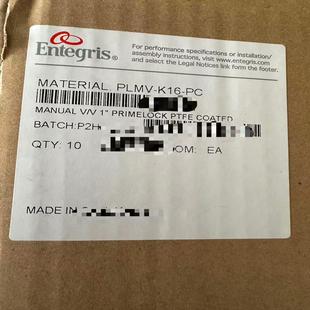 Entegris®
For performance specifications or installation/
assembly instructions, visit www.entegris.com
and select the Legal Notices link form the footer.
MATERIAL PLMV-K16-PC
MANUAL V/V 1" PRIMELOCK PTFE COATED
BATCH:P2H
QTY: 10 UOM: EA
MADE IN